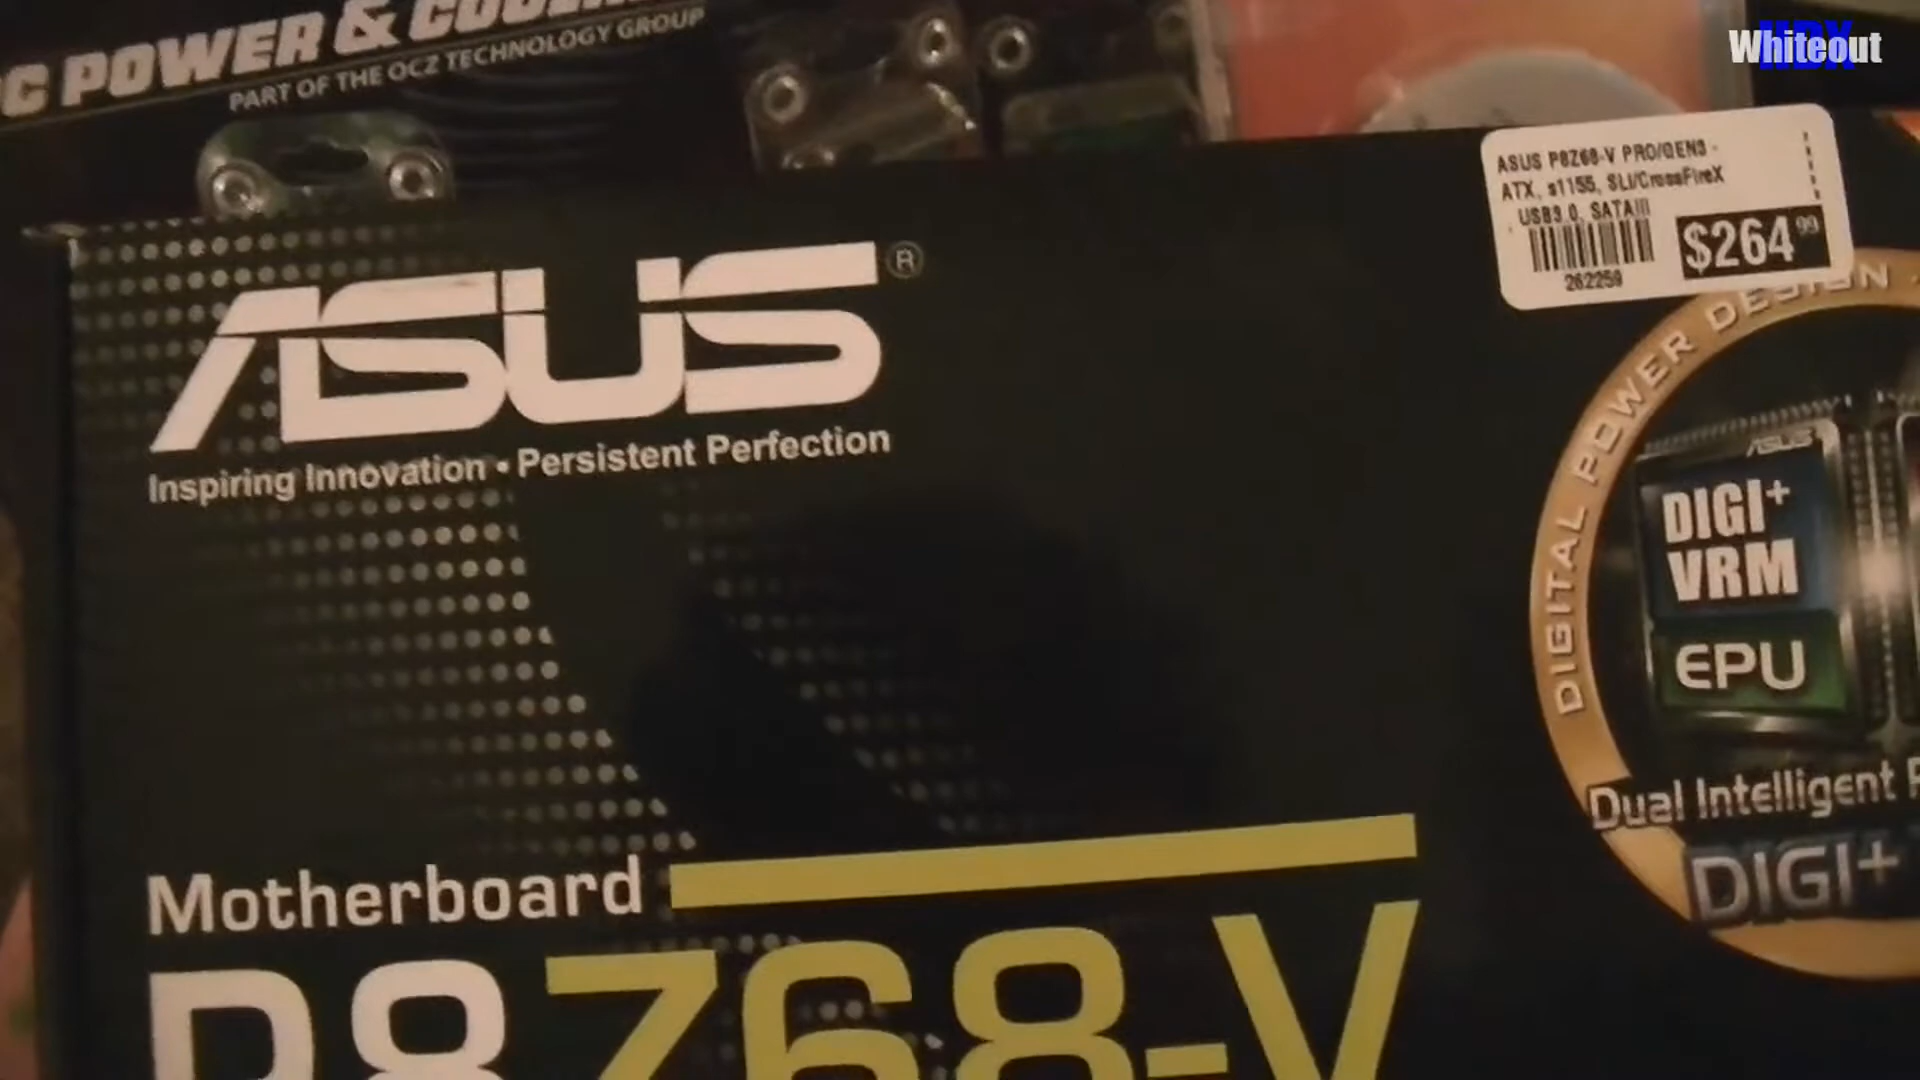 C POWER & COOLING
PART OF THE OCZ TECHNOLOGY GROUP
Whiteout
HDX
ASUS P8Z68-V PRO/GEN3 -
ATX, s1155, SLI/CrossFireX
USB3.0, SATAIII
$264.99
262259
ASUS®
Inspiring Innovation • Persistent Perfection
DIGITAL POWER DESIGN
ASUS
DIGI+
VRM
EPU
Dual Intelligent
DIGI+
Motherboard
P8Z68-V